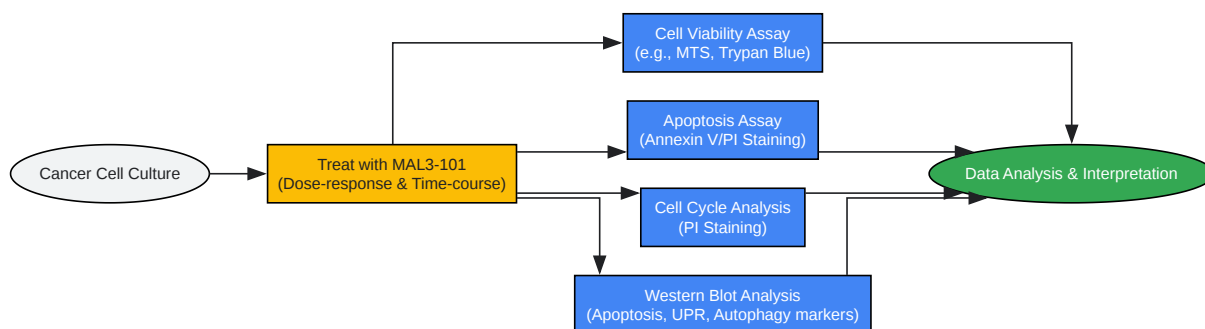 Cancer Cell Culture
Treat with MAL3-101
(Dose-response & Time-course)
Cell Viability Assay
(e.g., MTS, Trypan Blue)
Apoptosis Assay
(Annexin V/PI Staining)
Cell Cycle Analysis
(PI Staining)
Western Blot Analysis
(Apoptosis, UPR, Autophagy markers)
Data Analysis & Interpretation